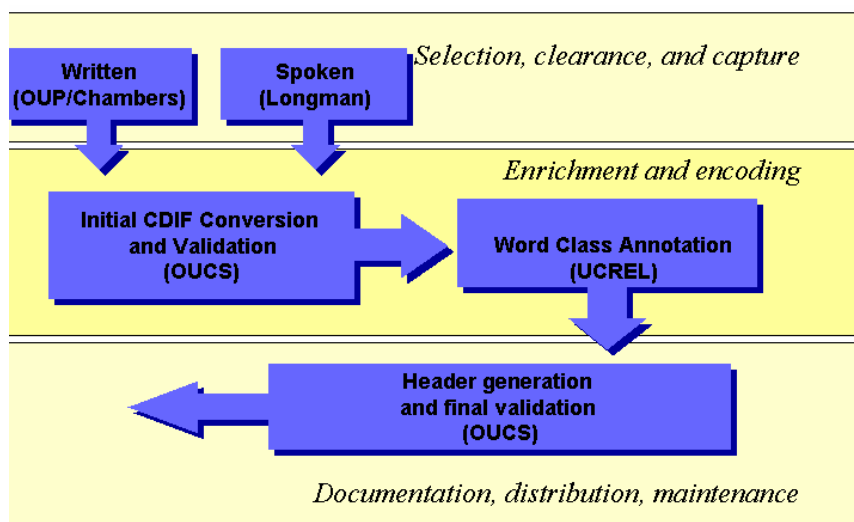 Selection, clearance, and capture
Written
(OUP/Chambers)
Spoken
(Longman)
Enrichment and encoding
Initial CDIF Conversion
and Validation
(OUCS)
Word Class Annotation
(UCREL)
Header generation
and final validation
(OUCS)
Documentation, distribution, maintenance